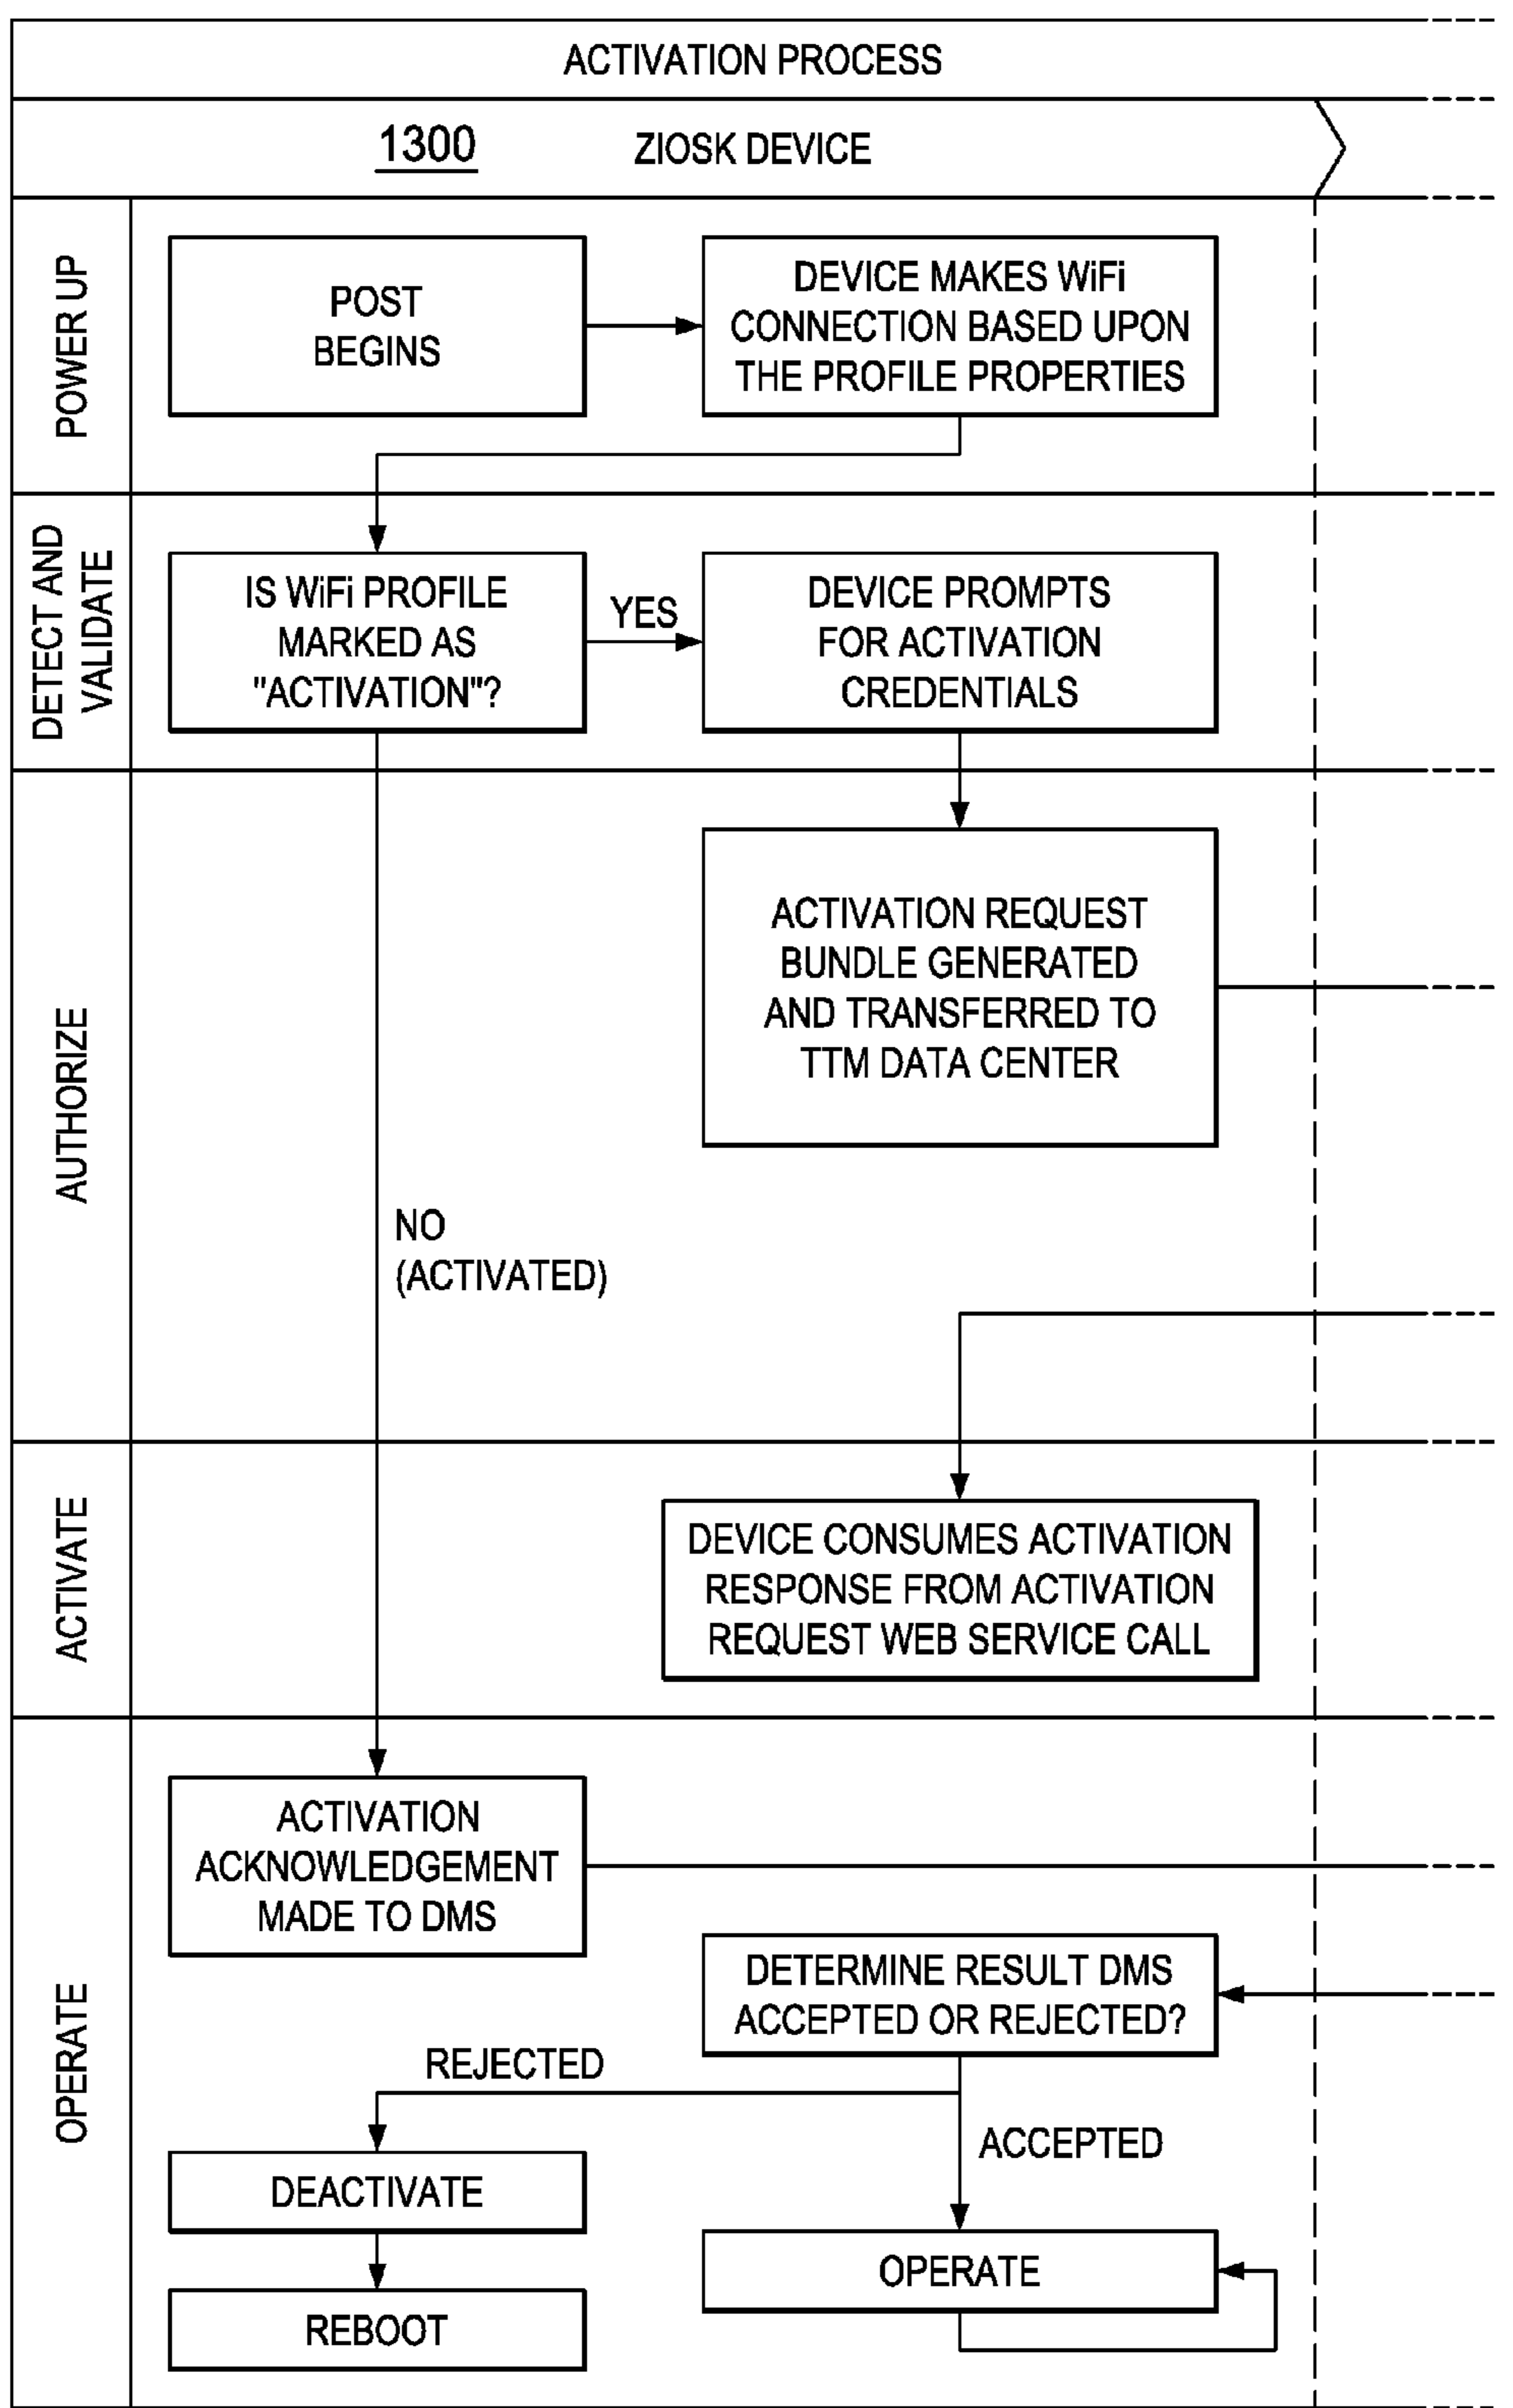 ACTIVATION PROCESS
1300 ZIOSK DEVICE
POWER UP
POST
BEGINS
DEVICE MAKES WiFi
CONNECTION BASED UPON
THE PROFILE PROPERTIES
DETECT AND
VALIDATE
IS WiFi PROFILE
MARKED AS
"ACTIVATION"?
YES
DEVICE PROMPTS
FOR ACTIVATION
CREDENTIALS
AUTHORIZE
ACTIVATION REQUEST
BUNDLE GENERATED
AND TRANSFERRED TO
TTM DATA CENTER
NO
(ACTIVATED)
ACTIVATE
DEVICE CONSUMES ACTIVATION
RESPONSE FROM ACTIVATION
REQUEST WEB SERVICE CALL
OPERATE
ACTIVATION
ACKNOWLEDGEMENT
MADE TO DMS
DETERMINE RESULT DMS
ACCEPTED OR REJECTED?
REJECTED
ACCEPTED
DEACTIVATE
OPERATE
REBOOT